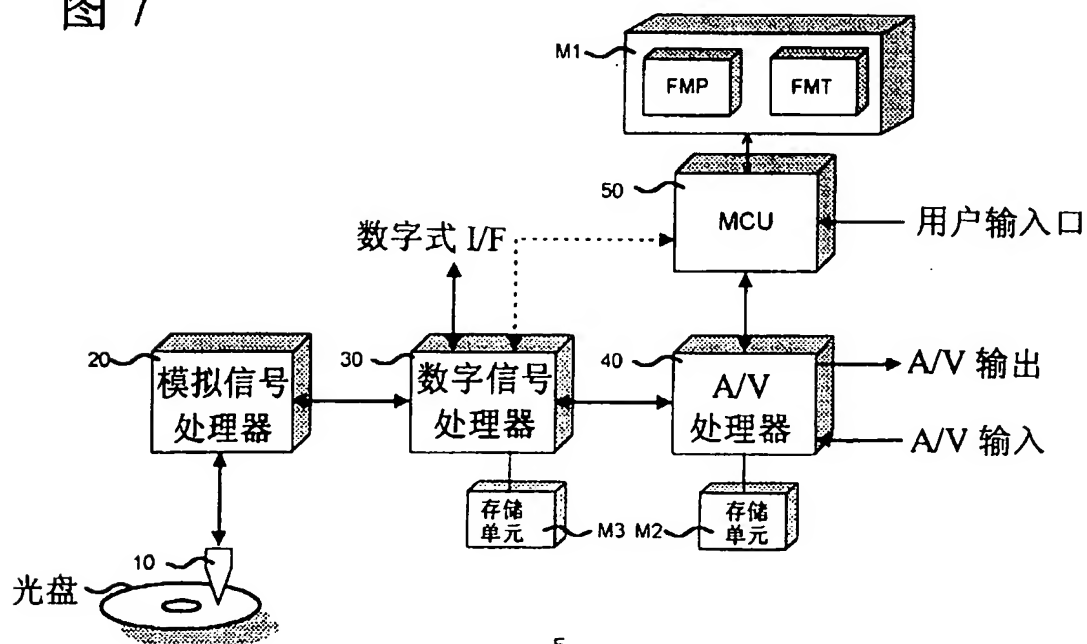 图 7
M1
FMP
FMT
50
MCU
用户输入口
数字式 I/F
20
模拟信号
处理器
30
数字信号
处理器
40
A/V
处理器
A/V 输出
A/V 输入
存储
单元
M3
M2
存储
单元
10
光盘